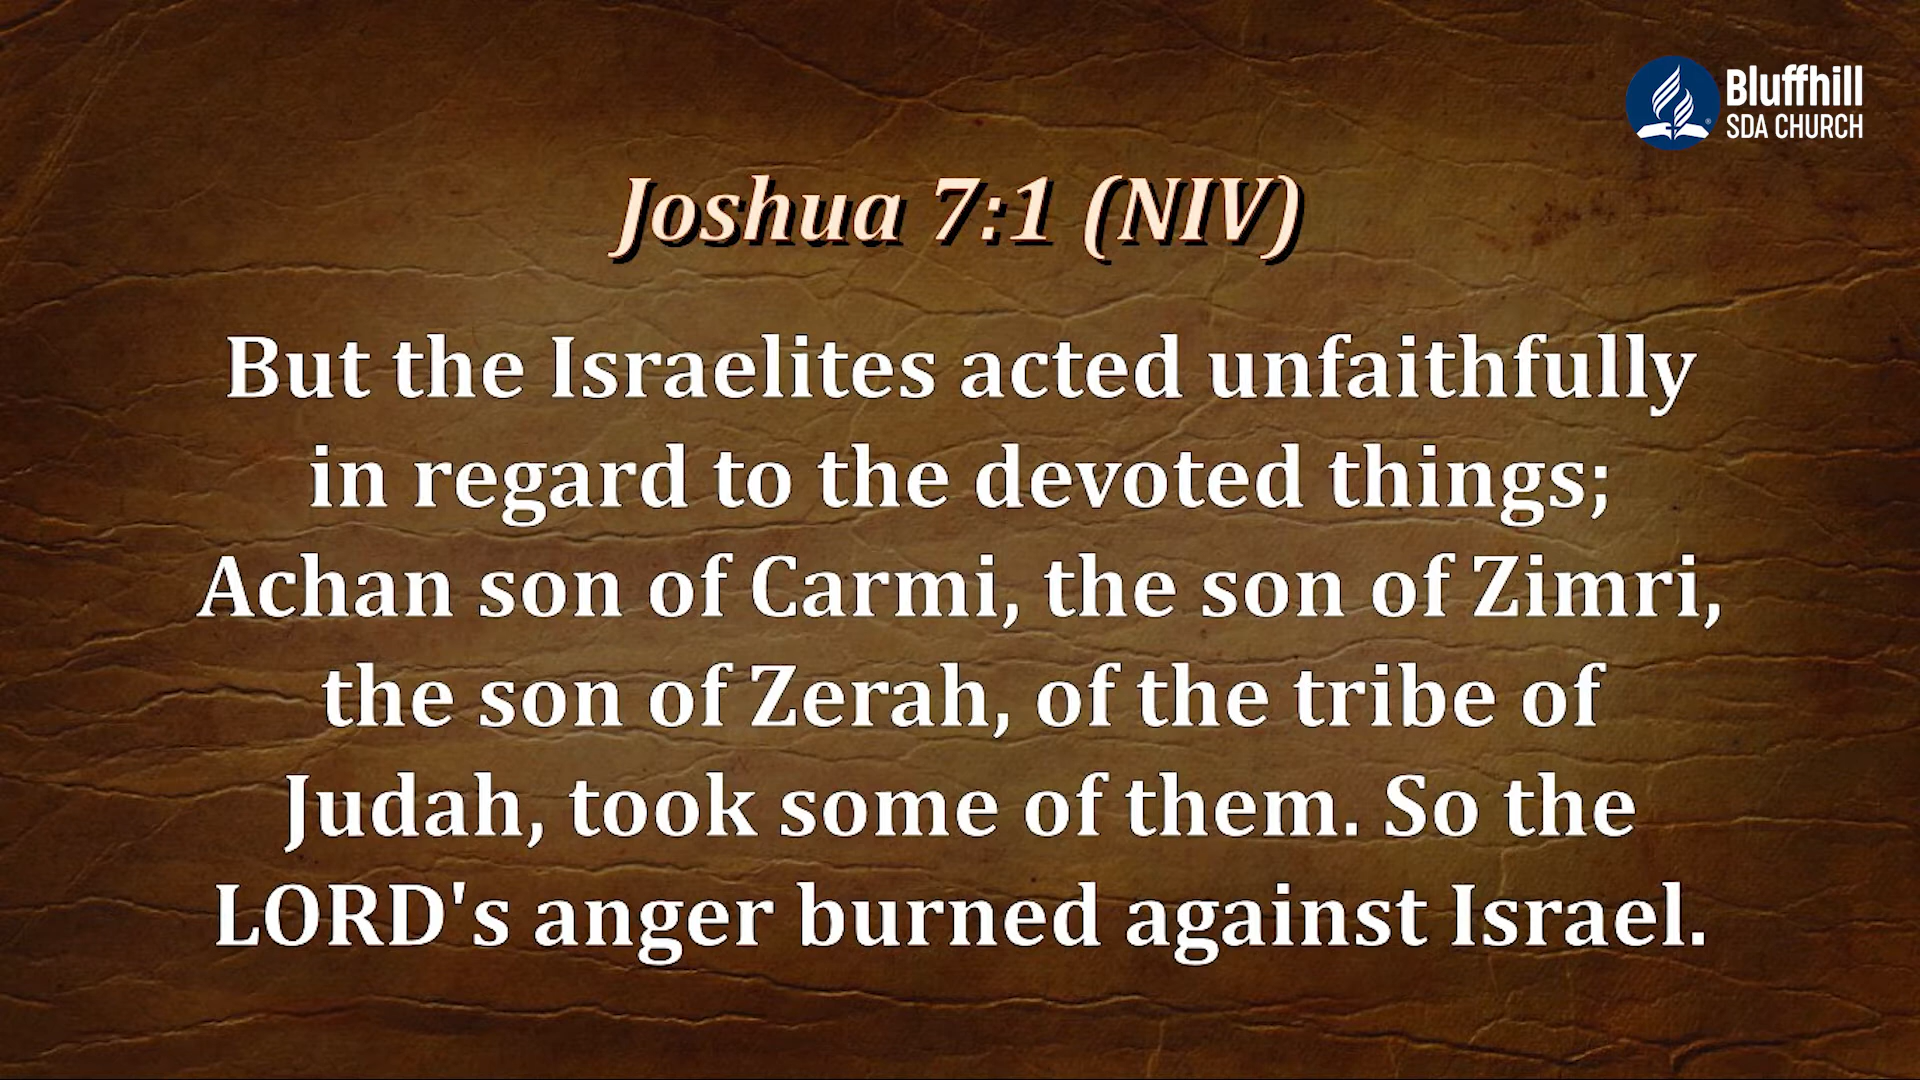 Bluffhill
SDA CHURCH
Joshua 7:1 (NIV)
But the Israelites acted unfaithfully
in regard to the devoted things;
Achan son of Carmi, the son of Zimri,
the son of Zerah, of the tribe of
Judah, took some of them. So the
LORD's anger burned against Israel.